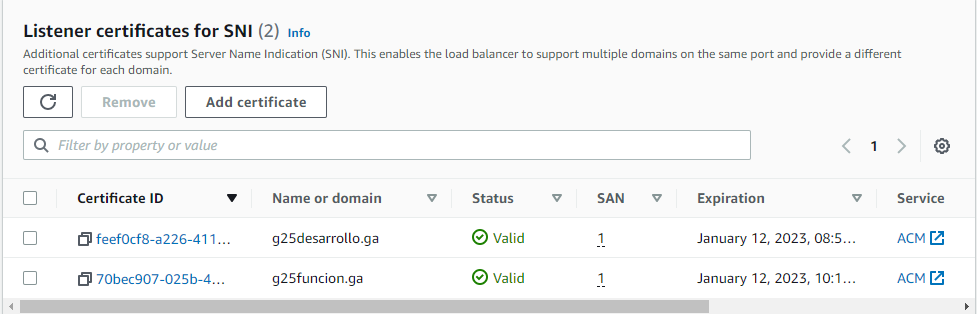 Listener certificates for SNI (2) Info
Additional certificates support Server Name Indication (SNI). This enables the load balancer to support multiple domains on the same port and provide a different
certificate for each domain.
Remove Add certificate
Filter by property or value 1
Certificate ID Name or domain Status SAN Expiration Service
feef0cf8-a226-411... g25desarrollo.ga Valid 1 January 12, 2023, 08:5... ACM
70bec907-025b-4... g25funcion.ga Valid 1 January 12, 2023, 10:1... ACM